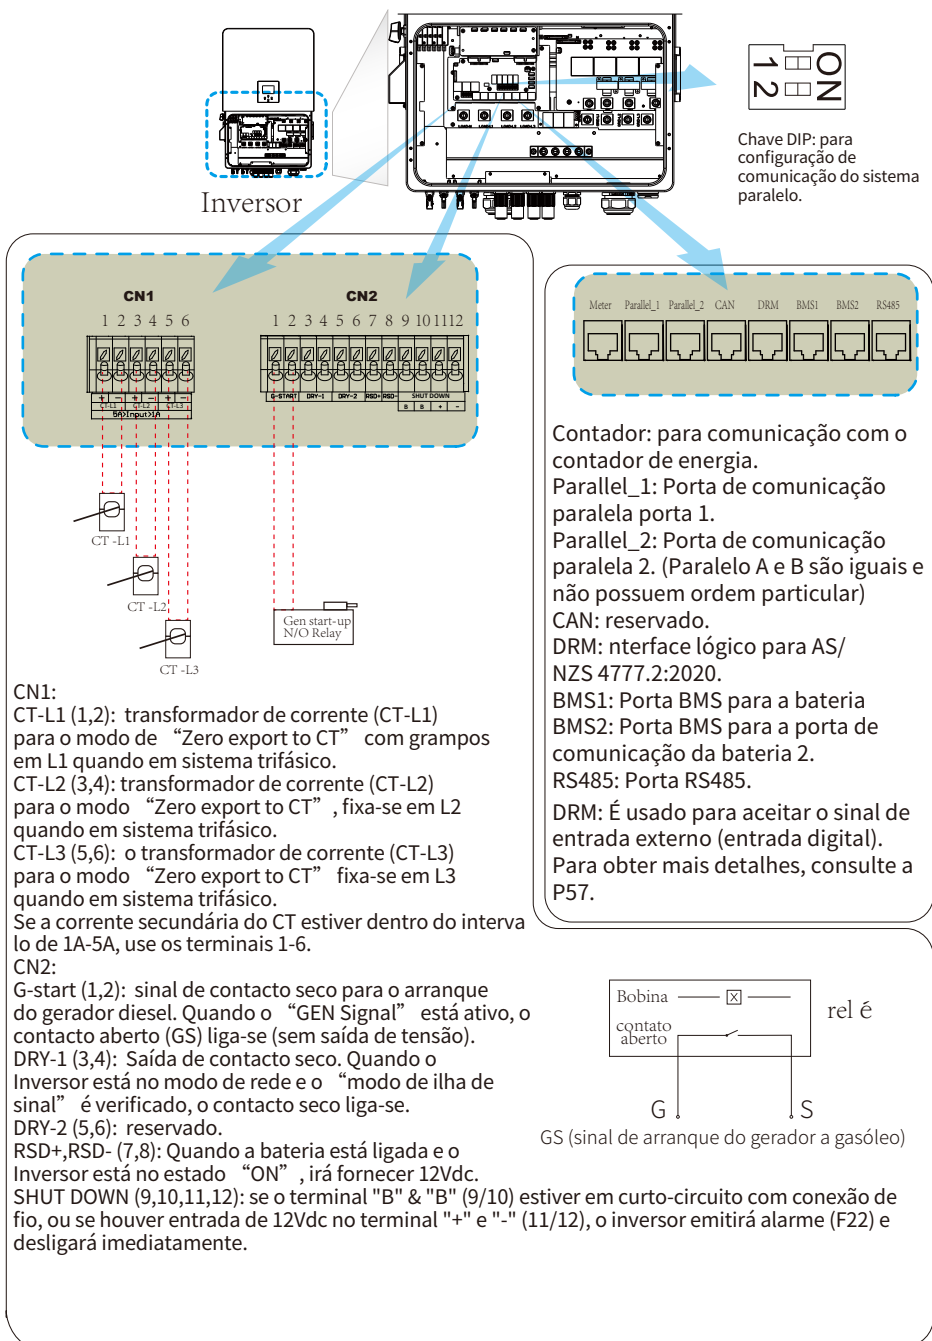 ON
1 2
Chave DIP: para
configuração de
comunicação do sistema
paralelo.
Inversor
CN1
1 2 3 4 5 6
+ − + − + −
CT-L1 CT-L2 CT-L3
5A>Input>1A
CN2
1 2 3 4 5 6 7 8 9 10 11 12
G-START DRY-1 DRY-2 RSD+ RSD- SHUT DOWN
B B + -
CT -L1
CT -L2
CT -L3
Gen start-up
N/O Relay
Meter Parallel_1 Parallel_2 CAN DRM BMS1 BMS2 RS485
Contador: para comunicação com o
contador de energia.
Parallel_1: Porta de comunicação
paralela porta 1.
Parallel_2: Porta de comunicação
paralela 2. (Paralelo A e B são iguais e
não possuem ordem particular)
CAN: reservado.
DRM: nterface lógico para AS/
NZS 4777.2:2020.
BMS1: Porta BMS para a bateria
BMS2: Porta BMS para a porta de
comunicação da bateria 2.
RS485: Porta RS485.
DRM: É usado para aceitar o sinal de
entrada externo (entrada digital).
Para obter mais detalhes, consulte a
P57.
CN1:
CT-L1 (1,2): transformador de corrente (CT-L1)
para o modo de “Zero export to CT” com grampos
em L1 quando em sistema trifásico.
CT-L2 (3,4): transformador de corrente (CT-L2)
para o modo “Zero export to CT”, fixa-se em L2
quando em sistema trifásico.
CT-L3 (5,6): o transformador de corrente (CT-L3)
para o modo “Zero export to CT” fixa-se em L3
quando em sistema trifásico.
Se a corrente secundária do CT estiver dentro do interva
lo de 1A-5A, use os terminais 1-6.
CN2:
G-start (1,2): sinal de contacto seco para o arranque
do gerador diesel. Quando o “GEN Signal” está ativo, o
contacto aberto (GS) liga-se (sem saída de tensão).
DRY-1 (3,4): Saída de contacto seco. Quando o
Inversor está no modo de rede e o “modo de ilha de
sinal” é verificado, o contacto seco liga-se.
DRY-2 (5,6): reservado.
RSD+,RSD- (7,8): Quando a bateria está ligada e o
Inversor está no estado “ON”, irá fornecer 12Vdc.
SHUT DOWN (9,10,11,12): se o terminal "B" & "B" (9/10) estiver em curto-circuito com conexão de
fio, ou se houver entrada de 12Vdc no terminal "+" e "-" (11/12), o inversor emitirá alarme (F22) e
desligará imediatamente.
Bobina
x
contato
aberto
rel é
G S
GS (sinal de arranque do gerador a gasóleo)